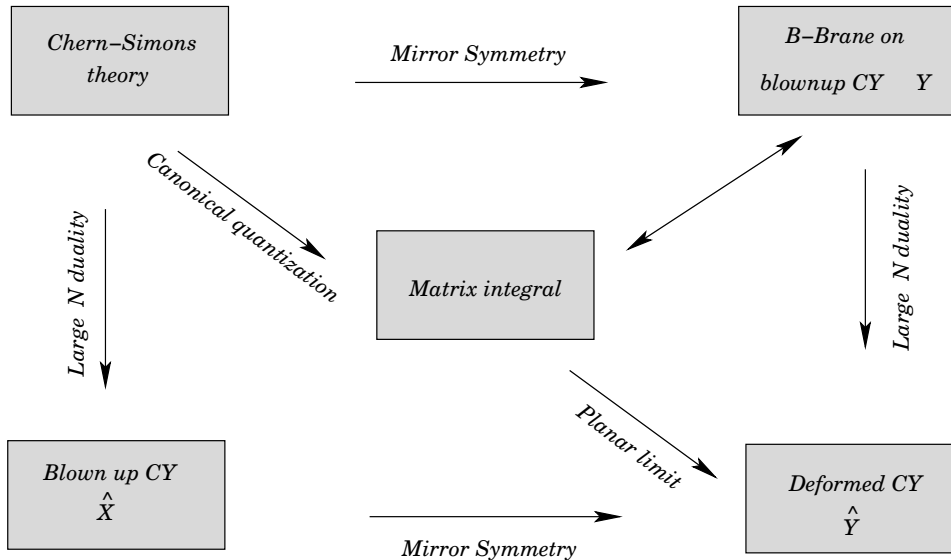 Chern–Simons
theory
Mirror Symmetry
B–Brane on
blownup CY Y
Canonical quantization
Large N duality
Large N duality
Matrix integral
Planar limit
Blown up CY
X̂
Mirror Symmetry
Deformed CY
Ŷ